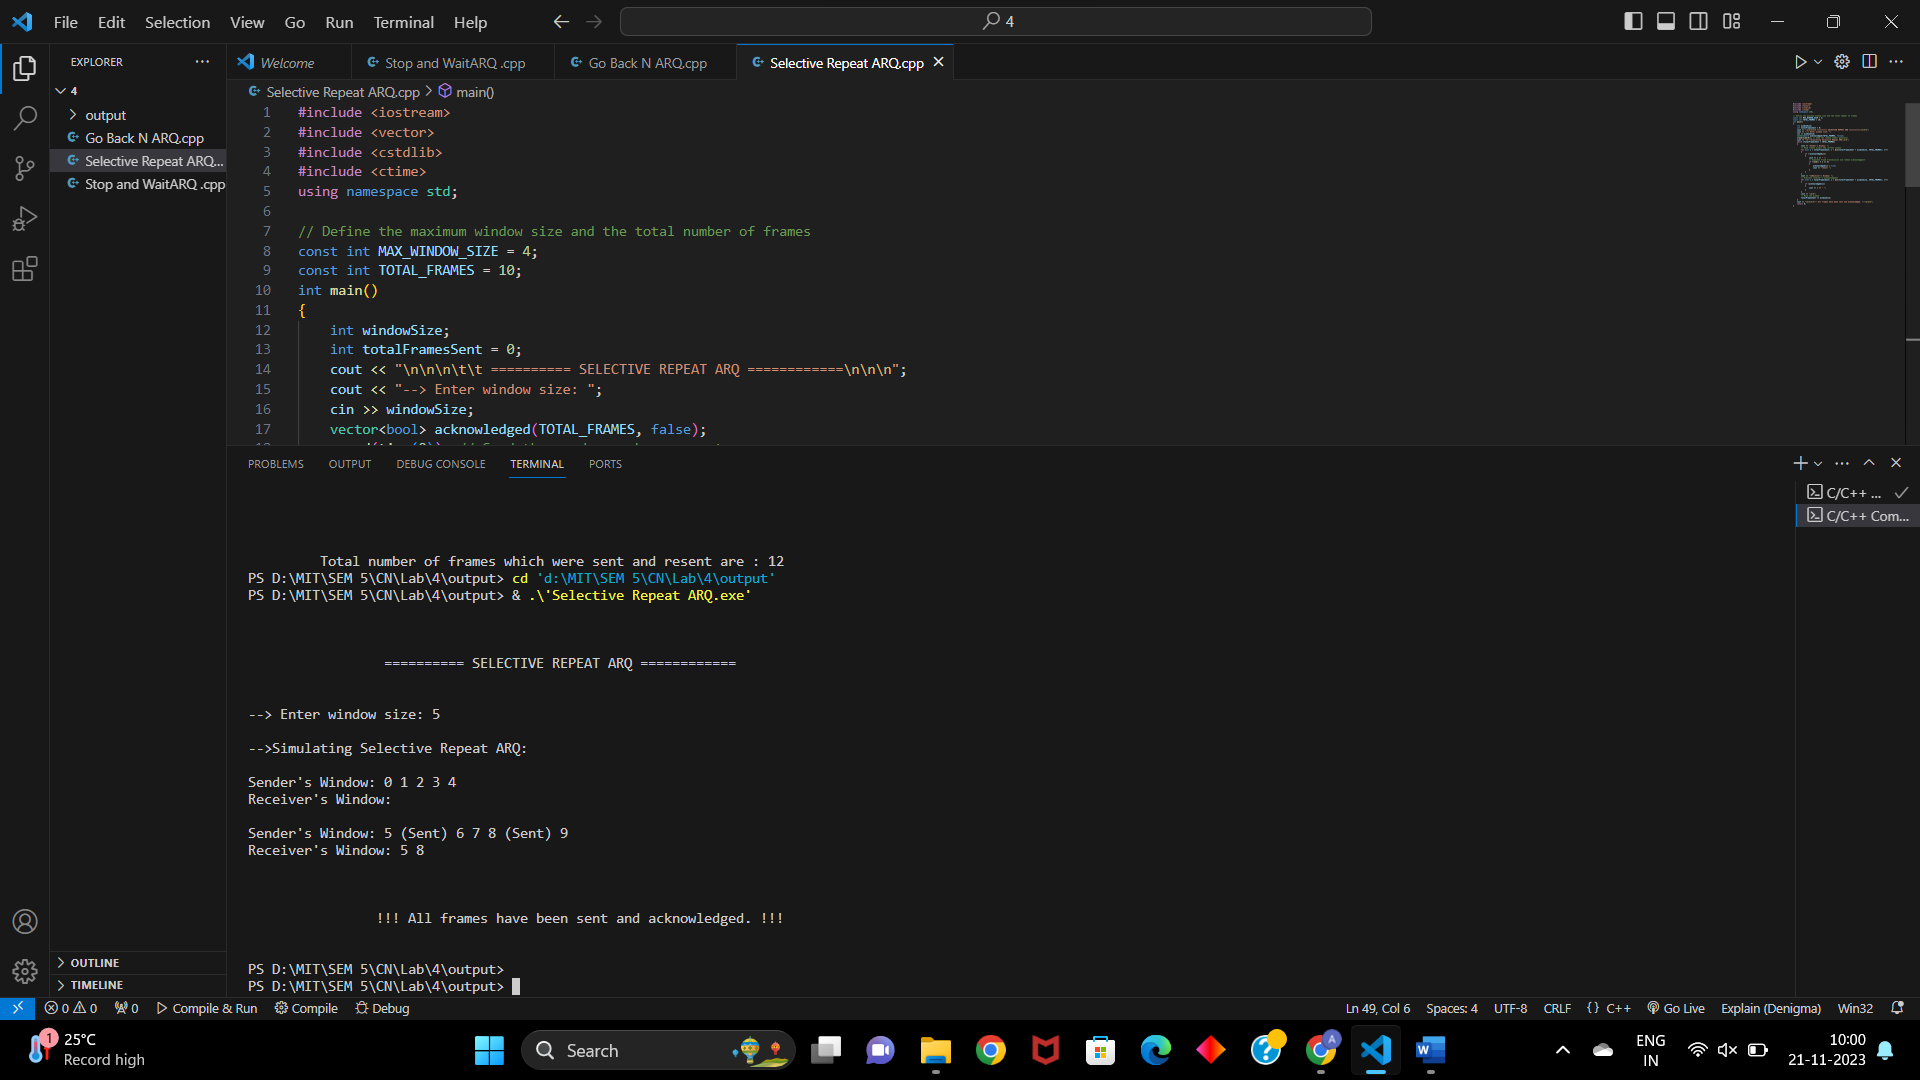 File Edit Selection View Go Run Terminal Help
4
EXPLORER
Welcome
Stop and WaitARQ .cpp
Go Back N ARQ.cpp
Selective Repeat ARQ.cpp
4
output
Go Back N ARQ.cpp
Selective Repeat ARQ...
Stop and WaitARQ .cpp
Selective Repeat ARQ.cpp > main()
1 #include <iostream>
2 #include <vector>
3 #include <cstdlib>
4 #include <ctime>
5 using namespace std;
6
7 // Define the maximum window size and the total number of frames
8 const int MAX_WINDOW_SIZE = 4;
9 const int TOTAL_FRAMES = 10;
10 int main()
11 {
12 int windowSize;
13 int totalFramesSent = 0;
14 cout << "\n\n\n\t\t ========== SELECTIVE REPEAT ARQ ============\n\n\n";
15 cout << "--> Enter window size: ";
16 cin >> windowSize;
17 vector<bool> acknowledged(TOTAL_FRAMES, false);
PROBLEMS OUTPUT DEBUG CONSOLE TERMINAL PORTS
C/C++ ...
C/C++ Com...
Total number of frames which were sent and resent are : 12
PS D:\MIT\SEM 5\CN\Lab\4\output> cd 'd:\MIT\SEM 5\CN\Lab\4\output'
PS D:\MIT\SEM 5\CN\Lab\4\output> & .\'Selective Repeat ARQ.exe'
========== SELECTIVE REPEAT ARQ ============
--> Enter window size: 5
-->Simulating Selective Repeat ARQ:
Sender's Window: 0 1 2 3 4
Receiver's Window:
Sender's Window: 5 (Sent) 6 7 8 (Sent) 9
Receiver's Window: 5 8
!!! All frames have been sent and acknowledged. !!!
PS D:\MIT\SEM 5\CN\Lab\4\output>
PS D:\MIT\SEM 5\CN\Lab\4\output>
OUTLINE
TIMELINE
0 0 0 Compile & Run Compile Debug
Ln 49, Col 6 Spaces: 4 UTF-8 CRLF {} C++ Go Live Explain (Denigma) Win32
1
25°C
Record high
Search
A
W
ENG
IN
10:00
21-11-2023